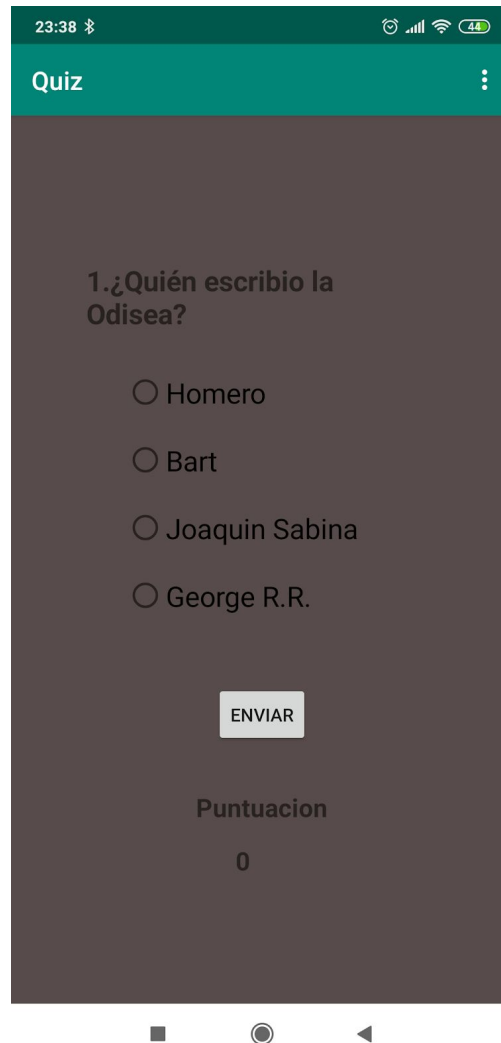 23:38 44
Quiz
1.¿Quién escribio la
Odisea?
Homero
Bart
Joaquin Sabina
George R.R.
ENVIAR
Puntuacion
0